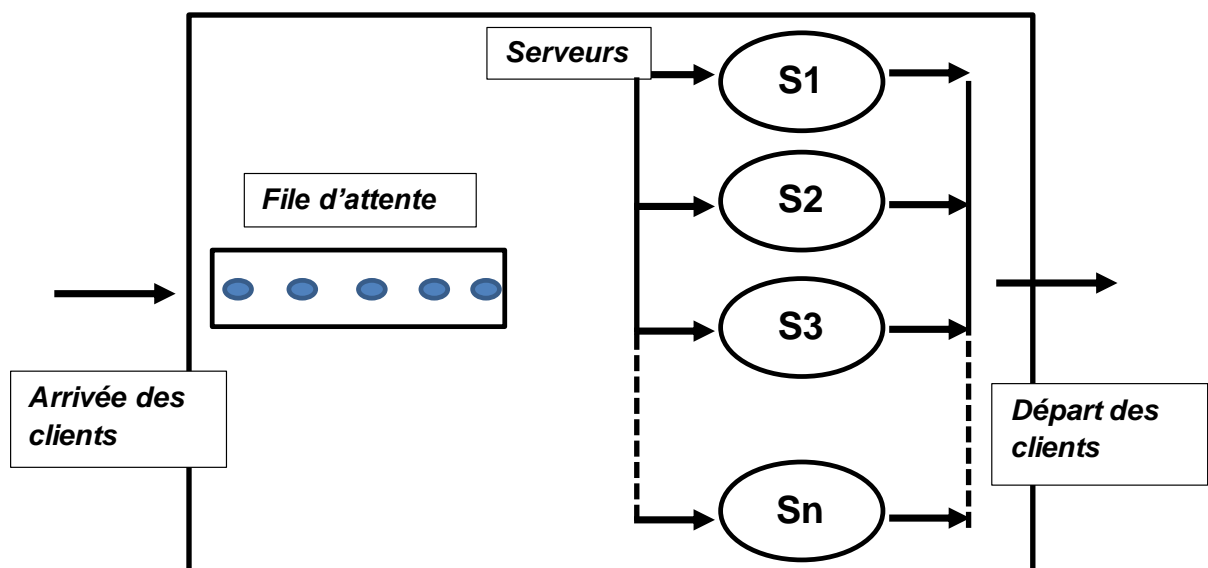 Serveurs
S1
S2
File d’attente
S3
Arrivée des
clients
Départ des
clients
Sn